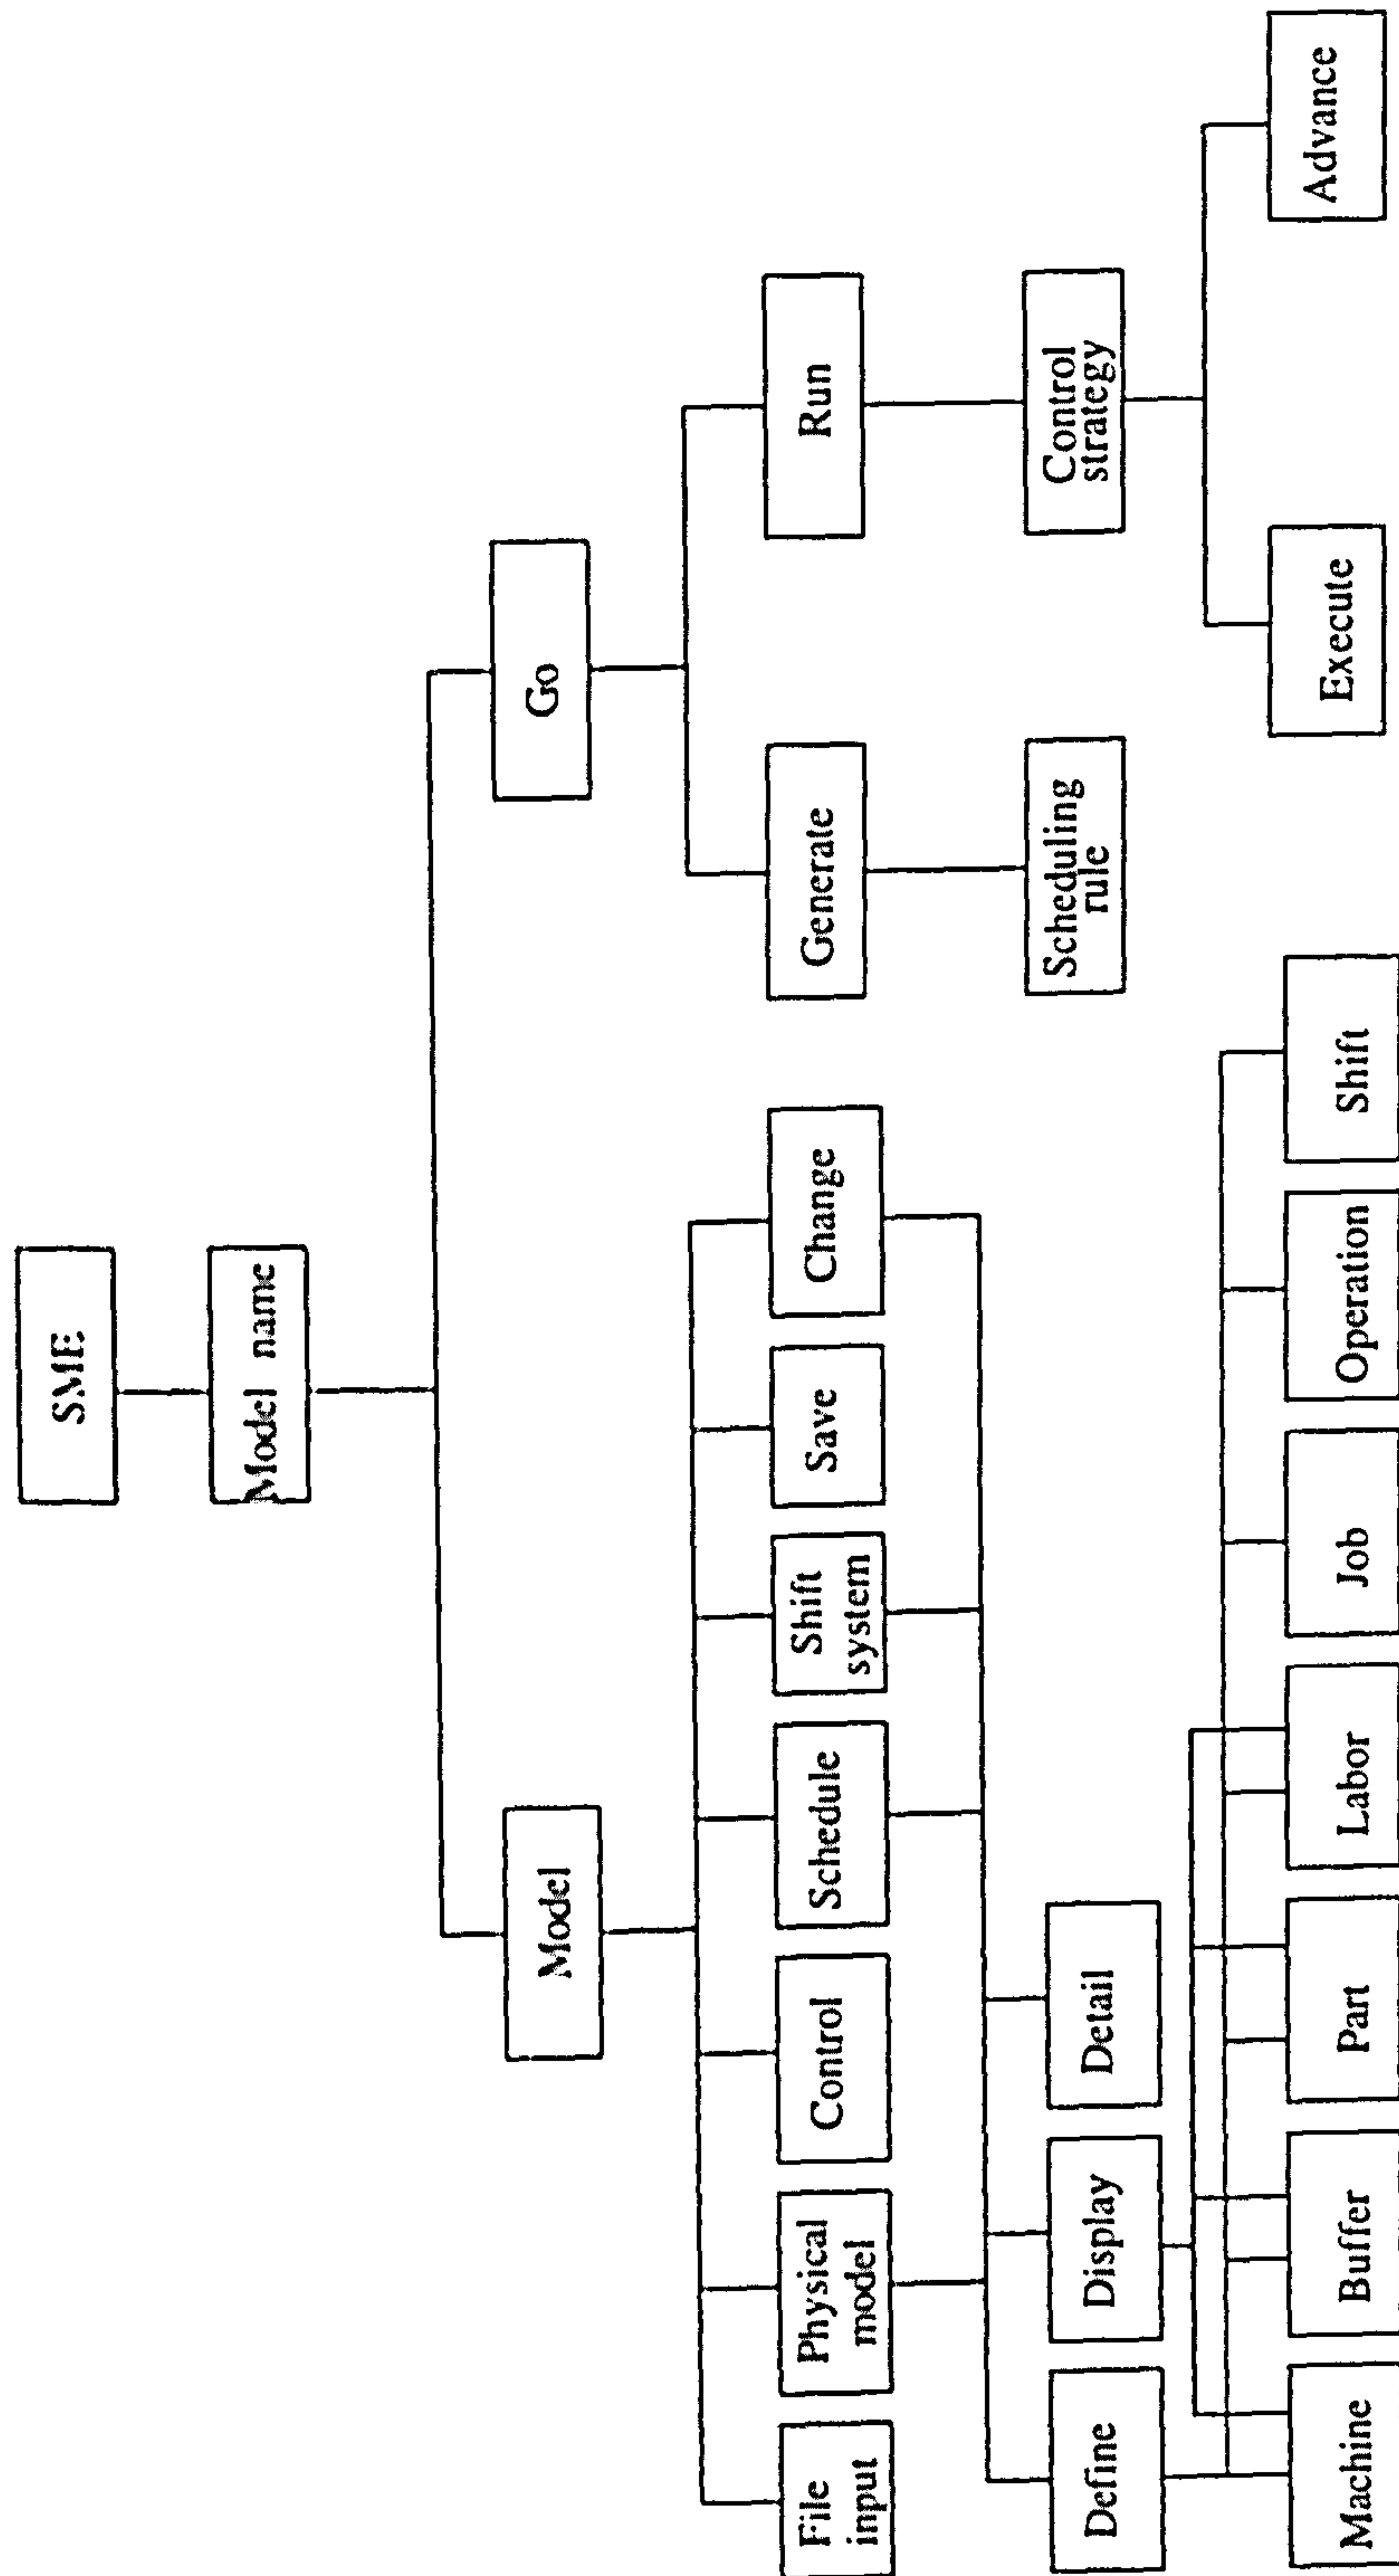 SME
Model name
Model
Go
File
input
Physical
model
Control
Schedule
Shift
system
Save
Change
Generate
Run
Define
Display
Detail
Scheduling
rule
Control
strategy
Machine
Buffer
Part
Labor
Job
Operation
Shift
Execute
Advance